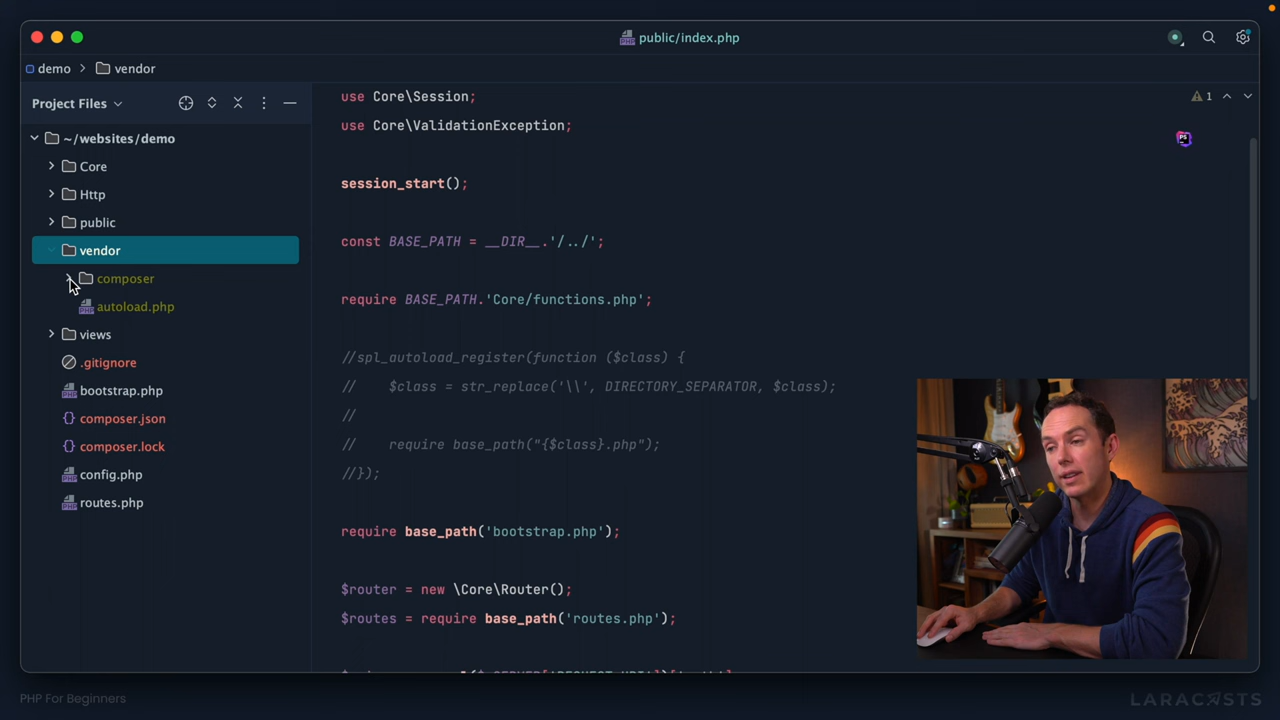 public/index.php
demo
vendor
Project Files
~/websites/demo
Core
Http
public
vendor
composer
autoload.php
views
.gitignore
bootstrap.php
composer.json
composer.lock
config.php
routes.php
1
use Core\Session;
use Core\ValidationException;
session_start();
const BASE_PATH = __DIR__.'/../';
require BASE_PATH.'Core/functions.php';
//spl_autoload_register(function ($class) {
//    $class = str_replace('\\', DIRECTORY_SEPARATOR, $class);
//
//    require base_path("{$class}.php");
//});
require base_path('bootstrap.php');
$router = new \Core\Router();
$routes = require base_path('routes.php');
PHP For Beginners
LARACASTS